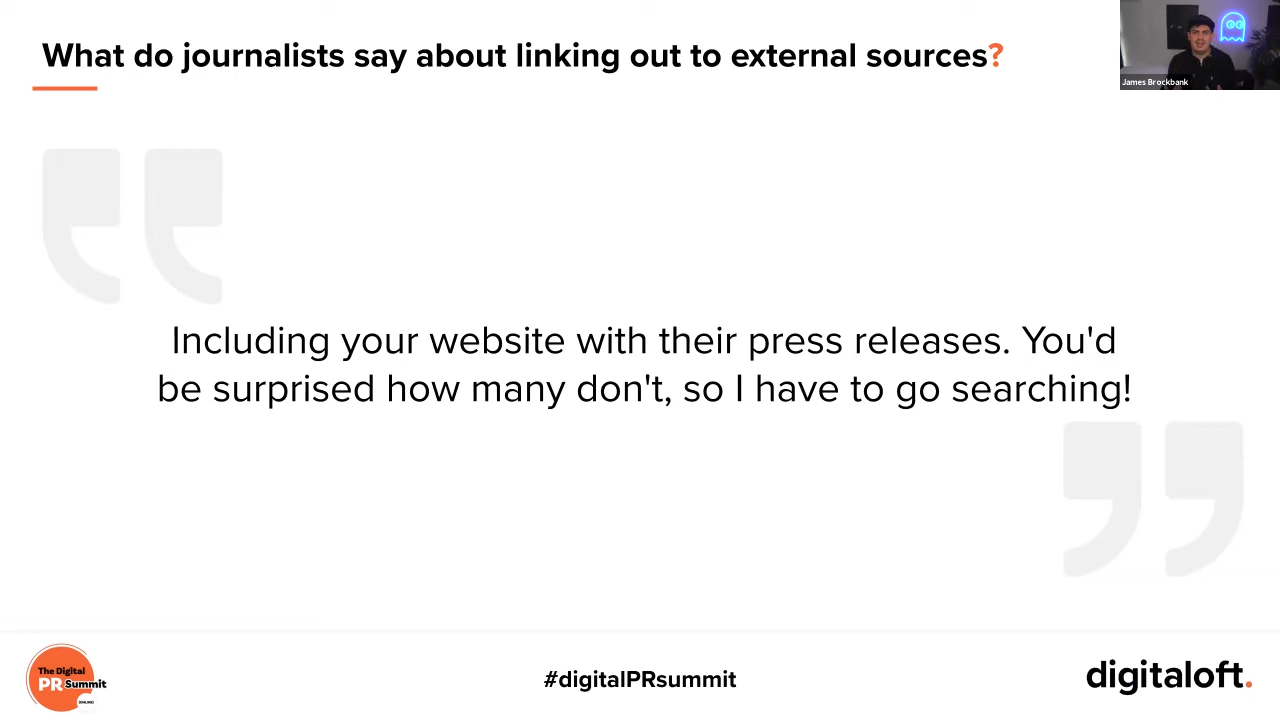 What do journalists say about linking out to external sources?
James Brockbank
Including your website with their press releases. You'd
be surprised how many don't, so I have to go searching!
The Digital
PR Summit
(ONLINE)
#digitalPRsummit
digitaloft.